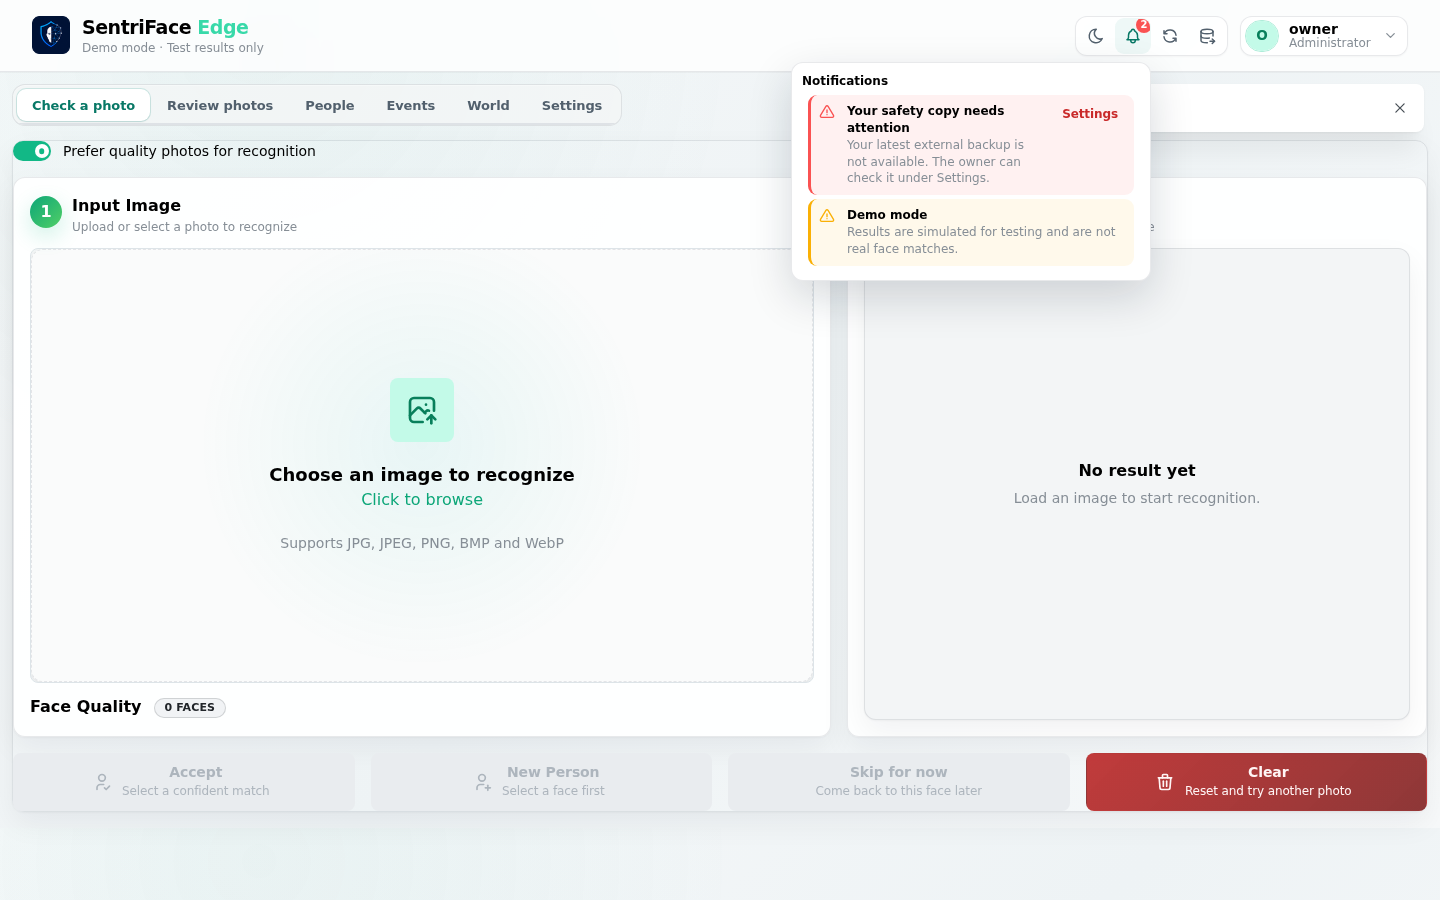 SentriFace Edge
Demo mode · Test results only
2
O
owner
Administrator
Check a photo
Review photos
People
Events
World
Settings
Notifications
Your safety copy needs
attention
Your latest external backup is
not available. The owner can
check it under Settings.
Settings
Demo mode
Results are simulated for testing and are not
real face matches.
Prefer quality photos for recognition
1
Input Image
Upload or select a photo to recognize
Choose an image to recognize
Click to browse
Supports JPG, JPEG, PNG, BMP and WebP
Face Quality
0 FACES
No result yet
Load an image to start recognition.
Accept
Select a confident match
New Person
Select a face first
Skip for now
Come back to this face later
Clear
Reset and try another photo